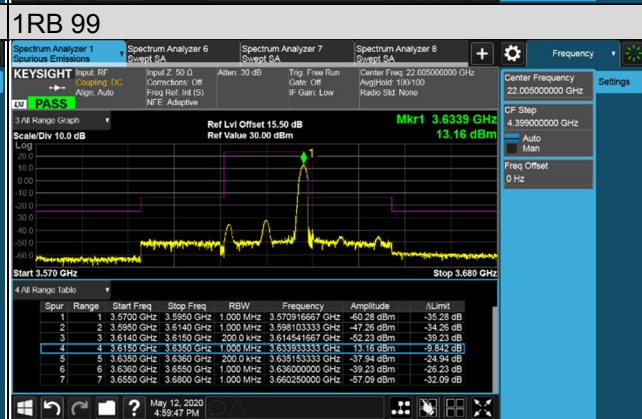 1RB 99
Spectrum Analyzer 1
Spurious Emissions
Spectrum Analyzer 6
Swept SA
Spectrum Analyzer 7
Swept SA
Spectrum Analyzer 8
Swept SA
+
Frequency
KEYSIGHT
Input: RF
Coupling: DC
Align: Auto
Input Z: 50 Ω
Corrections: Off
Freq Ref: Int (S)
NFE: Adaptive
Atten: 30 dB
Trig: Free Run
Gate: Off
IF Gain: Low
Center Freq: 22.005000000 GHz
Avg|Hold: 100/100
Radio Std: None
LXI PASS
Center Frequency
22.005000000 GHz
Settings
CF Step
4.399000000 GHz
Auto
Man
Freq Offset
0 Hz
3 All Range Graph
Scale/Div 10.0 dB
Ref Lvl Offset 15.50 dB
Ref Value 30.00 dBm
Mkr1 3.6339 GHz
13.16 dBm
Log
20.0
10.0
0.00
-10.0
-20.0
-30.0
-40.0
-50.0
-60.0
1
Start 3.570 GHz
Stop 3.680 GHz
4 All Range Table
Spur Range Start Freq Stop Freq RBW Frequency Amplitude ΔLimit
1 1 3.5700 GHz 3.5950 GHz 1.000 MHz 3.570916667 GHz -60.28 dBm -35.28 dB
2 2 3.5950 GHz 3.6140 GHz 1.000 MHz 3.598103333 GHz -47.26 dBm -34.26 dB
3 3 3.6140 GHz 3.6150 GHz 200.0 kHz 3.614541667 GHz -52.23 dBm -39.23 dB
4 4 3.6150 GHz 3.6350 GHz 1.000 MHz 3.633933333 GHz 13.16 dBm -9.842 dB
5 5 3.6350 GHz 3.6360 GHz 200.0 kHz 3.635153333 GHz -37.94 dBm -24.94 dB
6 6 3.6360 GHz 3.6550 GHz 1.000 MHz 3.636000000 GHz -39.23 dBm -26.23 dB
7 7 3.6550 GHz 3.6800 GHz 1.000 MHz 3.660250000 GHz -57.09 dBm -32.09 dB
?
May 12, 2020
4:59:47 PM